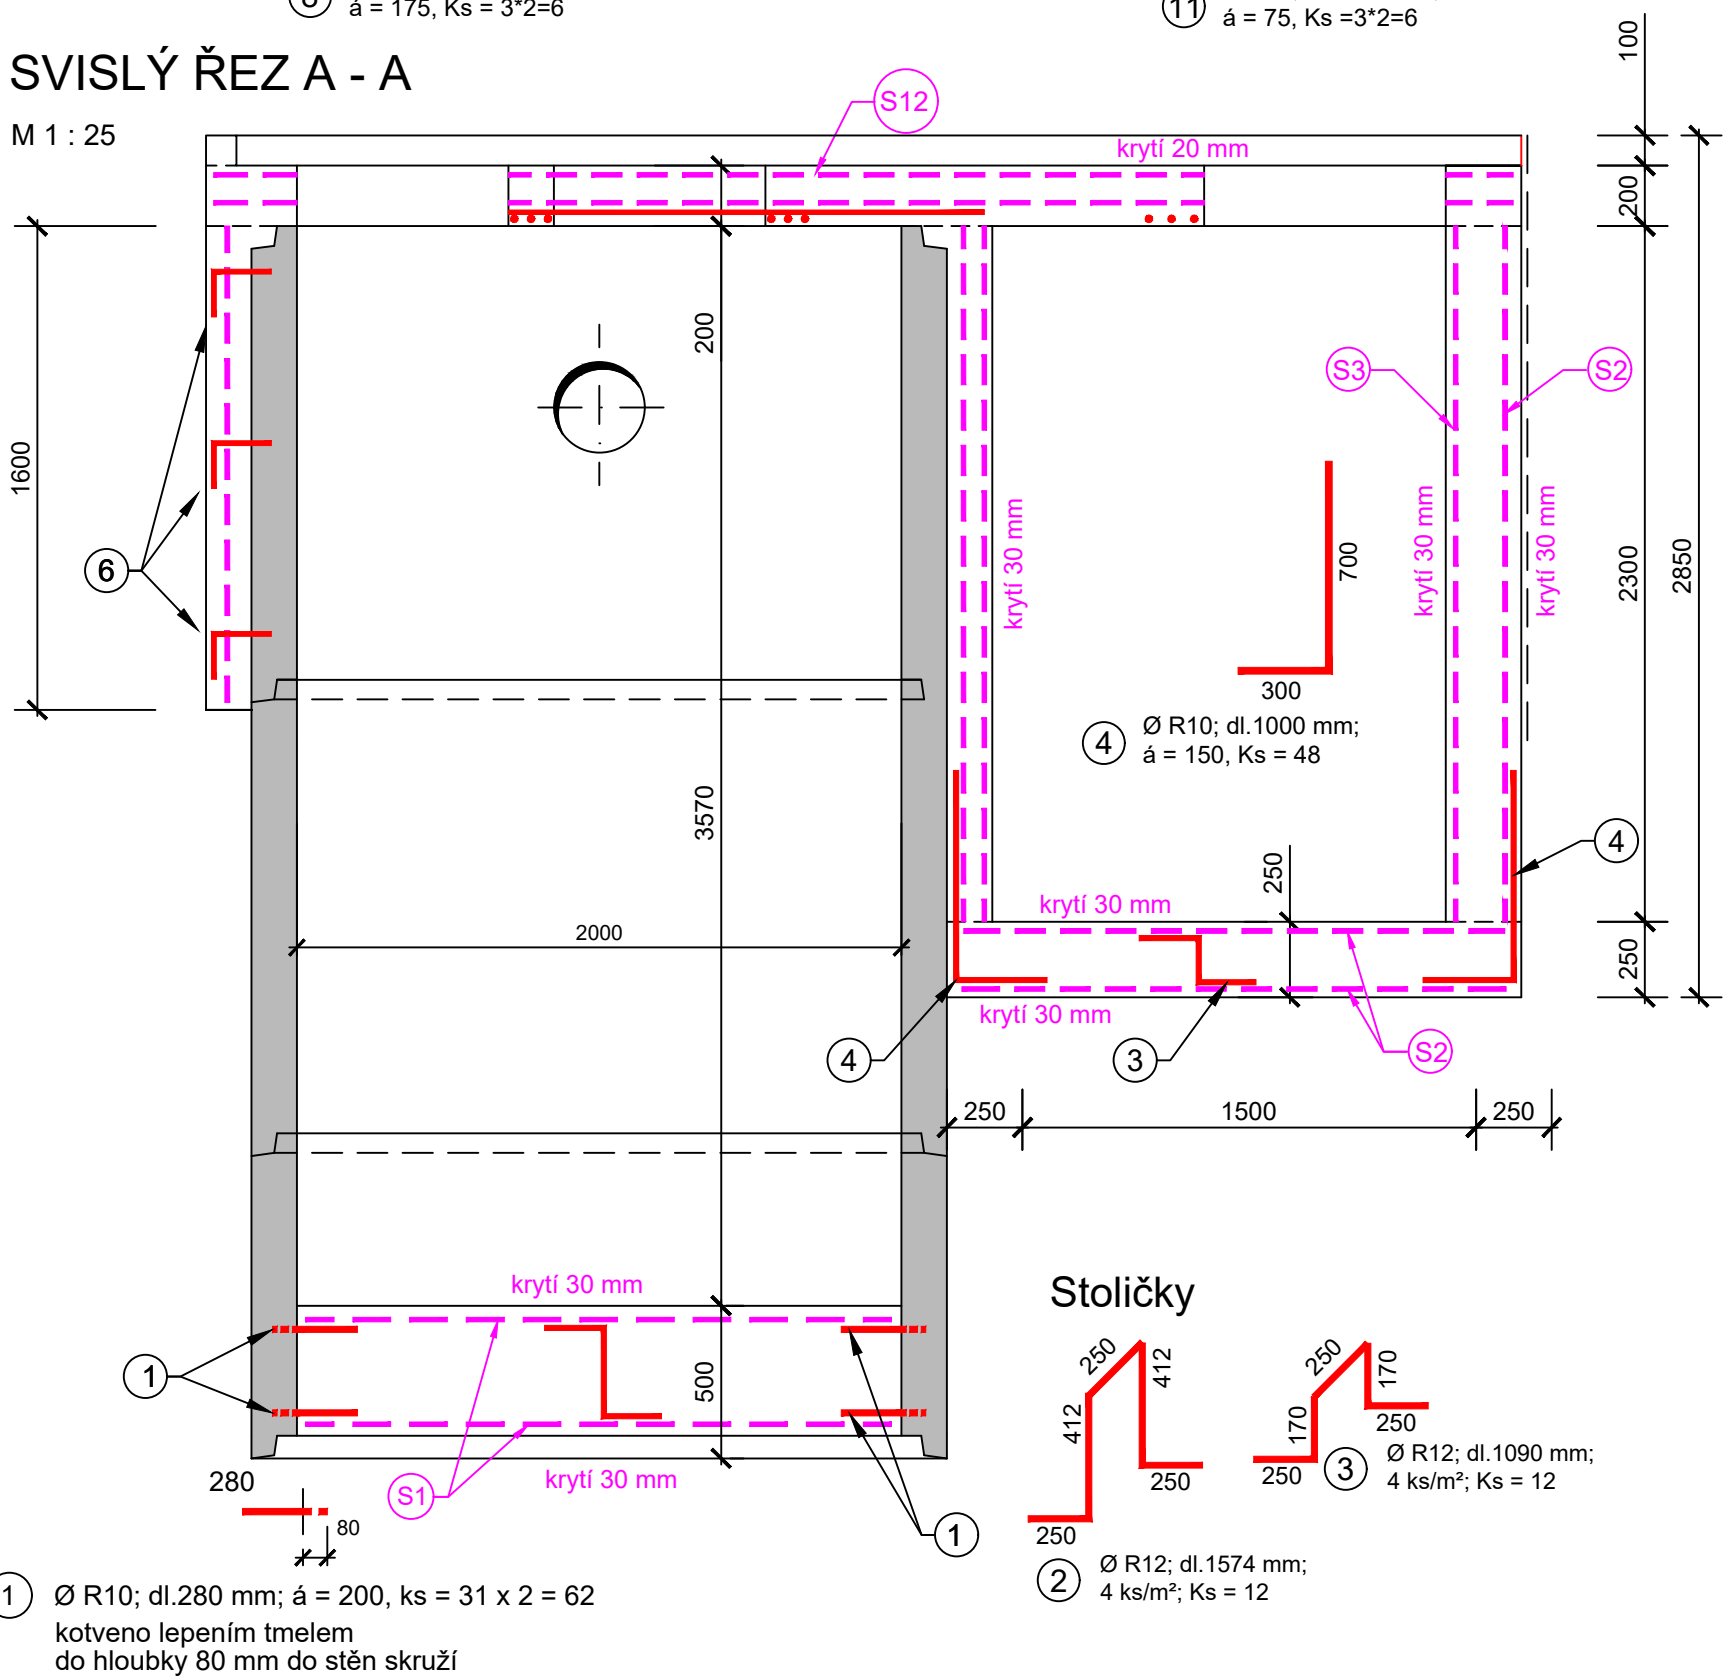 8
á = 175, Ks = 3*2=6
11
á = 75, Ks =3*2=6
SVISLÝ ŘEZ A - A
M 1 : 25
S12
krytí 20 mm
100
200
200
1600
6
S3
S2
krytí 30 mm
krytí 30 mm
krytí 30 mm
700
300
2300
2850
4
Ø R10; dl.1000 mm;
á = 150, Ks = 48
3570
4
250
krytí 30 mm
2000
250
krytí 30 mm
4
3
S2
250
1500
250
krytí 30 mm
Stoličky
1
500
250
412
412
250
250
250
170
170
250
250
3
Ø R12; dl.1090 mm;
4 ks/m²; Ks = 12
280
S1
krytí 30 mm
80
1
2
Ø R12; dl.1574 mm;
4 ks/m²; Ks = 12
1
Ø R10; dl.280 mm; á = 200, ks = 31 x 2 = 62
kotveno lepením tmelem
do hloubky 80 mm do stěn skruží